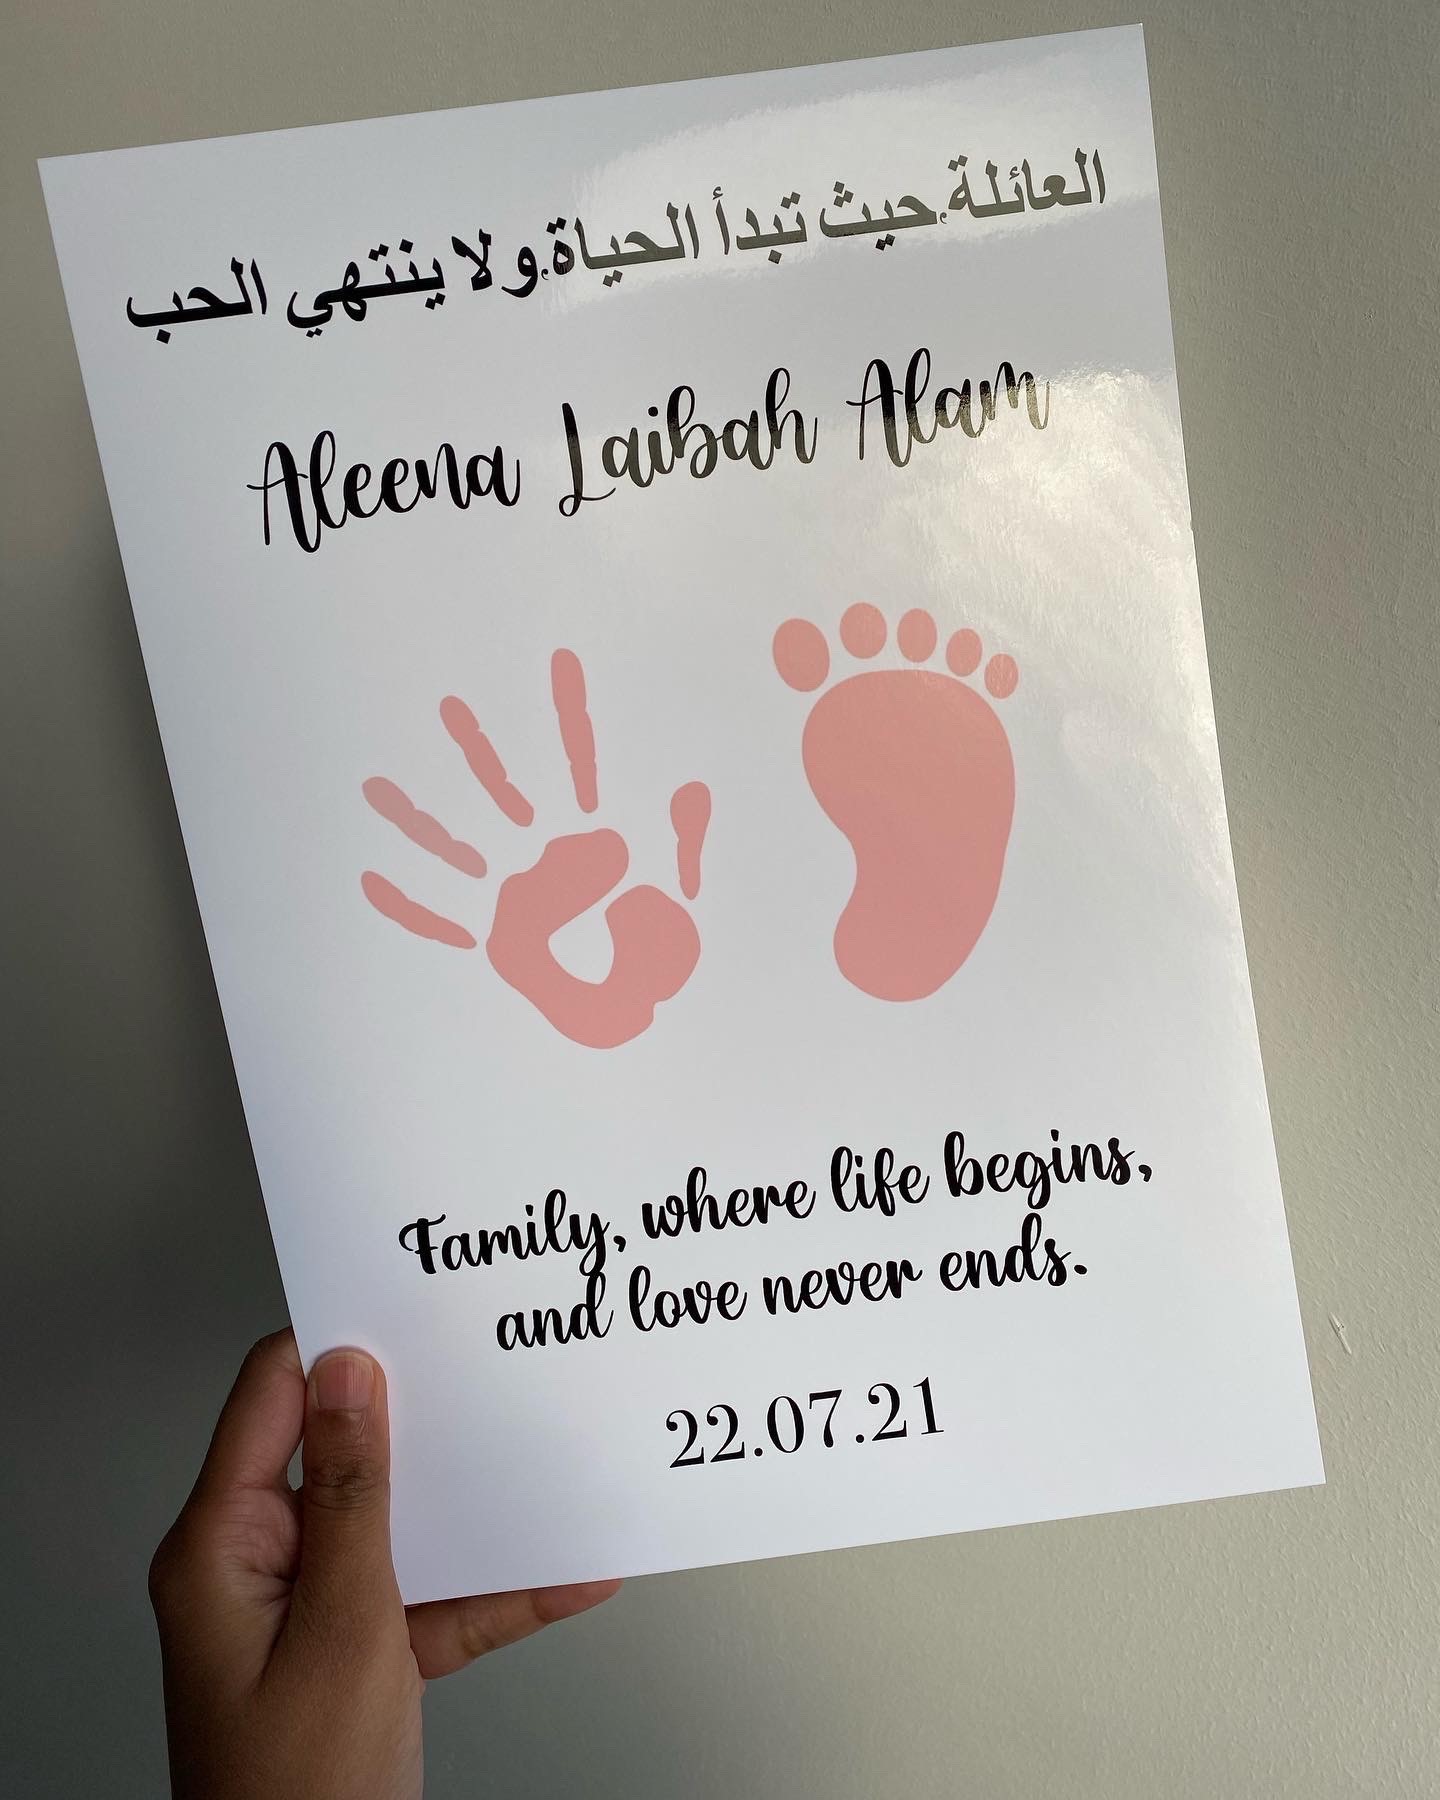 العائلة،حيث تبدأ الحياة،ولا ينتهي الحب
Aleena Laibah Alam
Family, where life begins,
and love never ends.
22.07.21